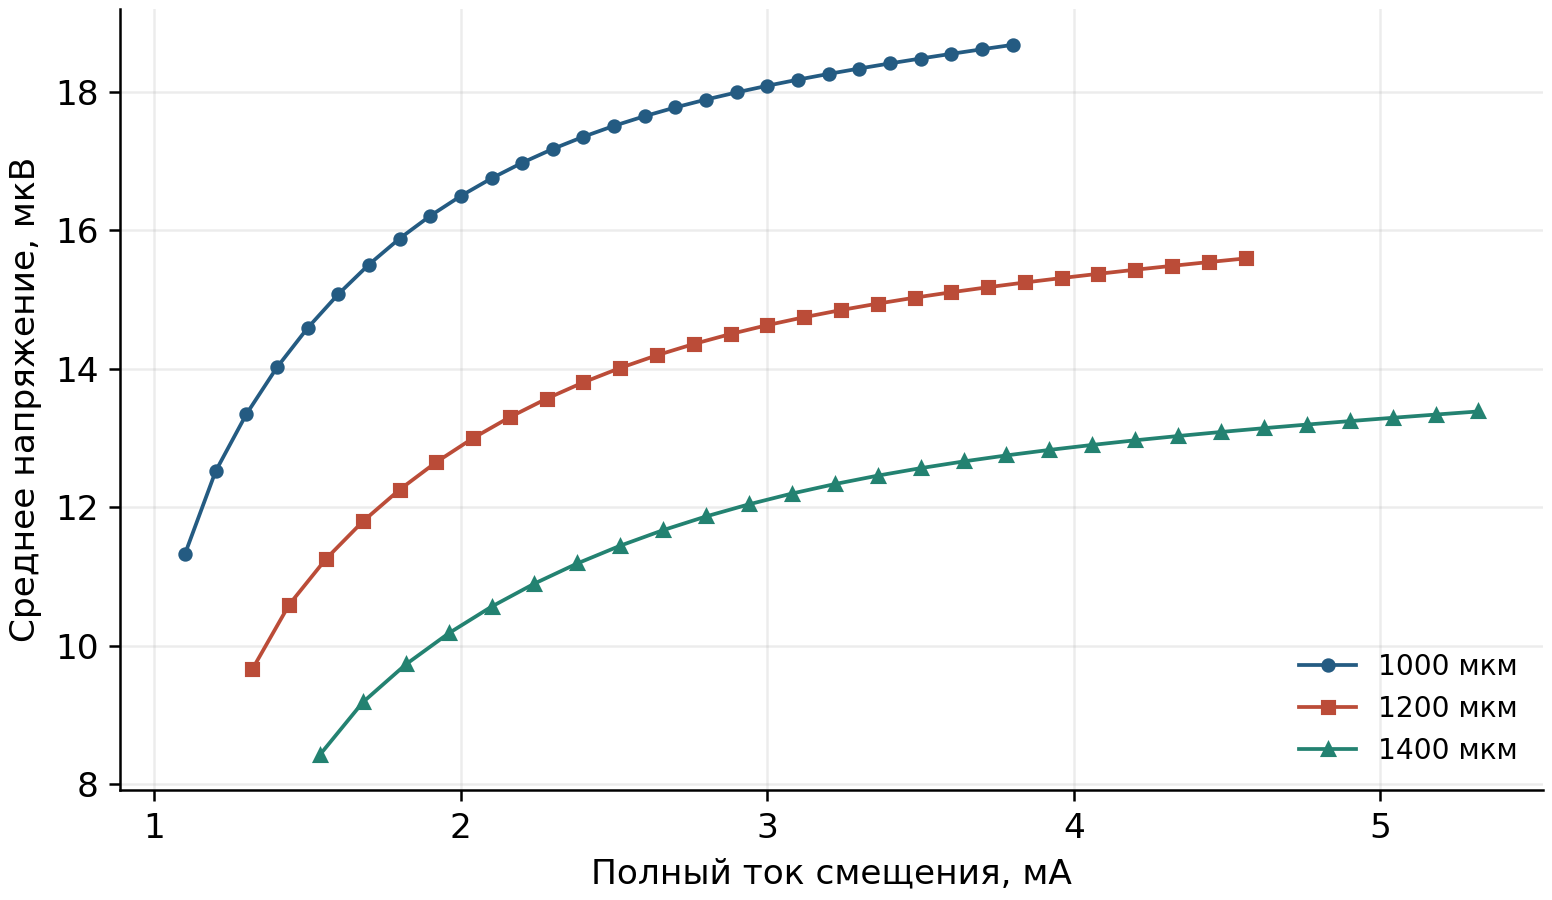 Среднее напряжение, мкВ
18
16
14
12
10
8
1 2 3 4 5
Полный ток смещения, мА
1000 мкм
1200 мкм
1400 мкм